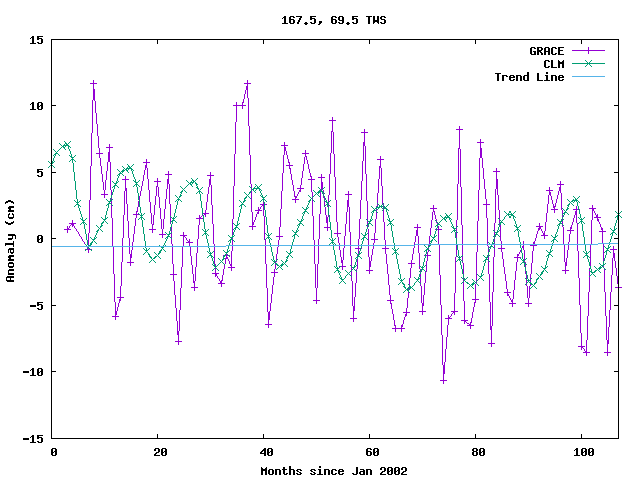 167.5, 69.5 TWS
GRACE
CLM
Trend Line
Anomaly (cm)
15
10
5
0
-5
-10
-15
0 20 40 60 80 100
Months since Jan 2002